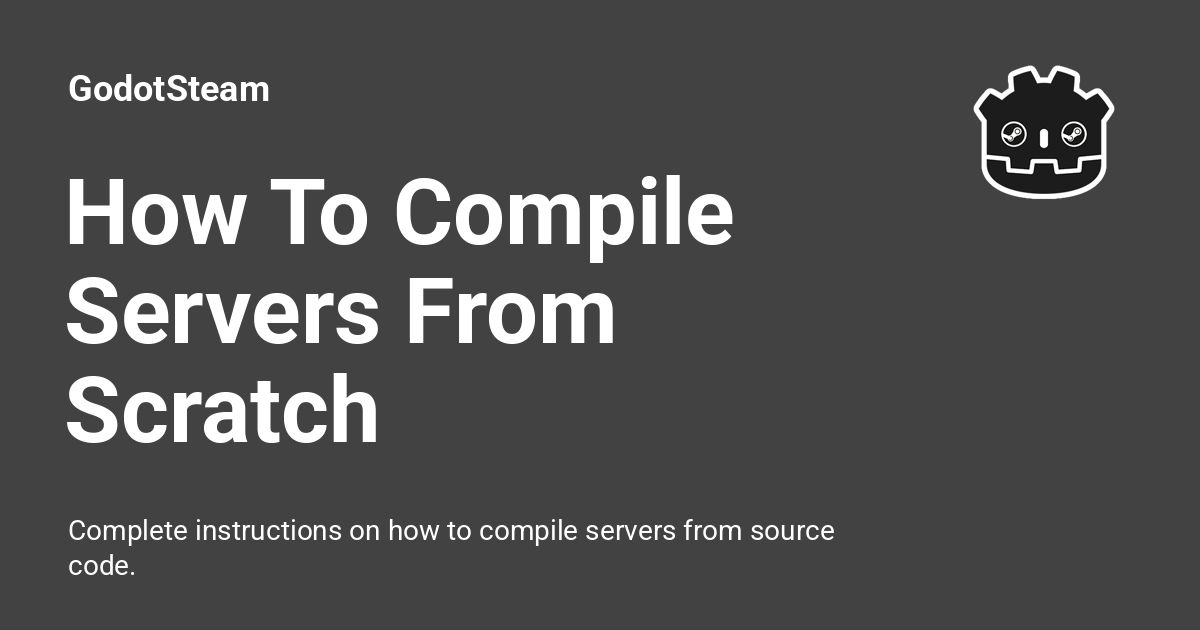 GodotSteam
How To Compile
Servers From
Scratch
Complete instructions on how to compile servers from source
code.